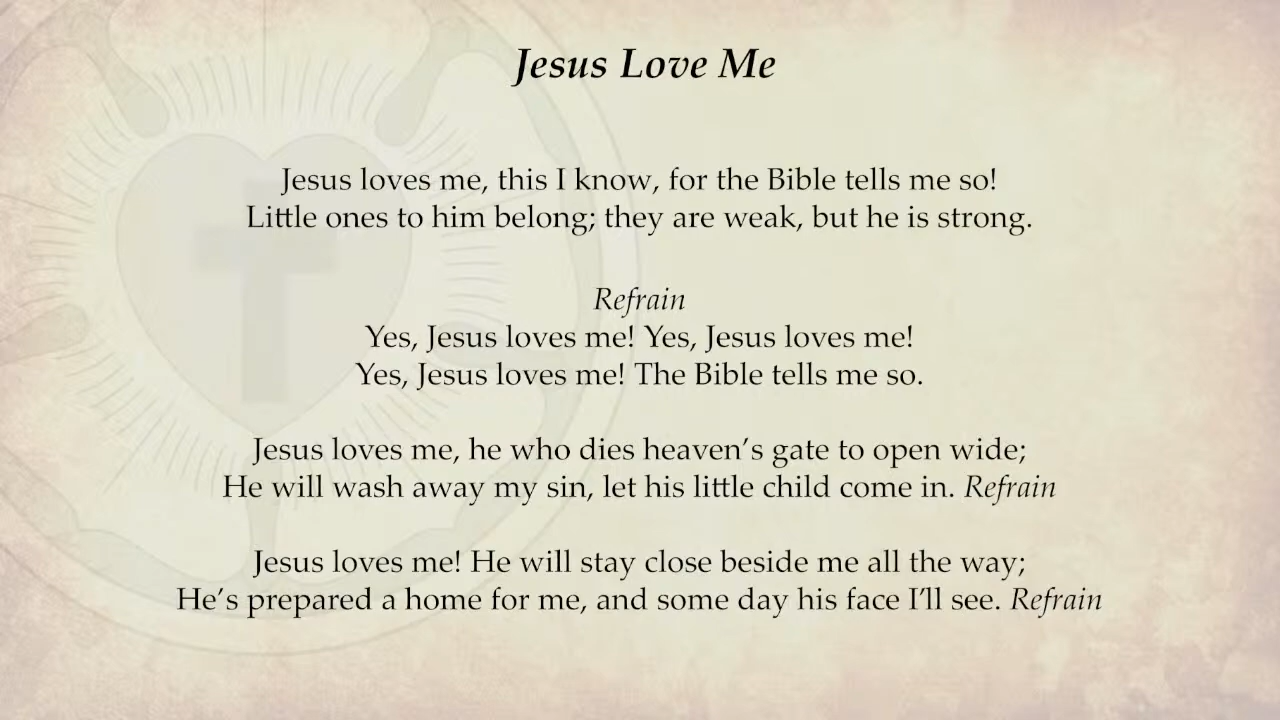 Jesus Love Me
Jesus loves me, this I know, for the Bible tells me so!
Little ones to him belong; they are weak, but he is strong.
Refrain
Yes, Jesus loves me! Yes, Jesus loves me!
Yes, Jesus loves me! The Bible tells me so.
Jesus loves me, he who dies heaven’s gate to open wide;
He will wash away my sin, let his little child come in. Refrain
Jesus loves me! He will stay close beside me all the way;
He’s prepared a home for me, and some day his face I’ll see. Refrain